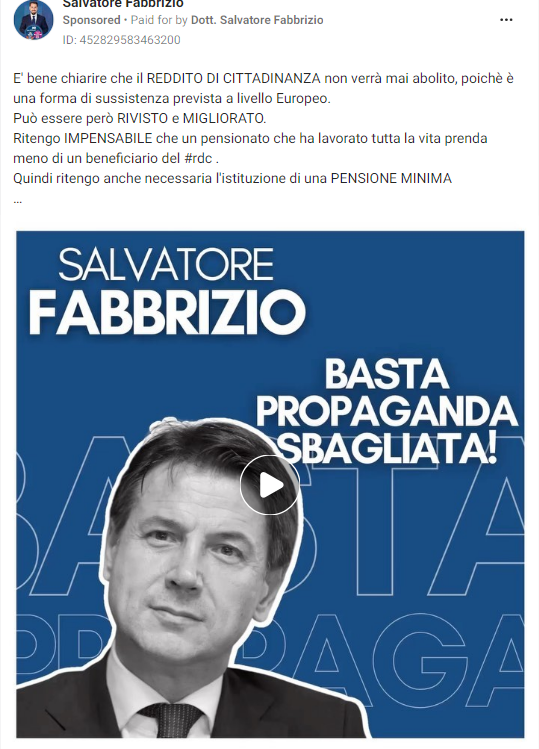 Salvatore Fabbrizio
Sponsored • Paid for by Dott. Salvatore Fabbrizio
ID: 452829583463200
E' bene chiarire che il REDDITO DI CITTADINANZA non verrà mai abolito, poichè è
una forma di sussistenza prevista a livello Europeo.
Può essere però RIVISTO e MIGLIORATO.
Ritengo IMPENSABILE che un pensionato che ha lavorato tutta la vita prenda
meno di un beneficiario del #rdc .
Quindi ritengo anche necessaria l'istituzione di una PENSIONE MINIMA
...
SALVATORE
FABBRIZIO
BASTA
PROPAGANDA
SBAGLIATA!
BASTA
PROPAGA